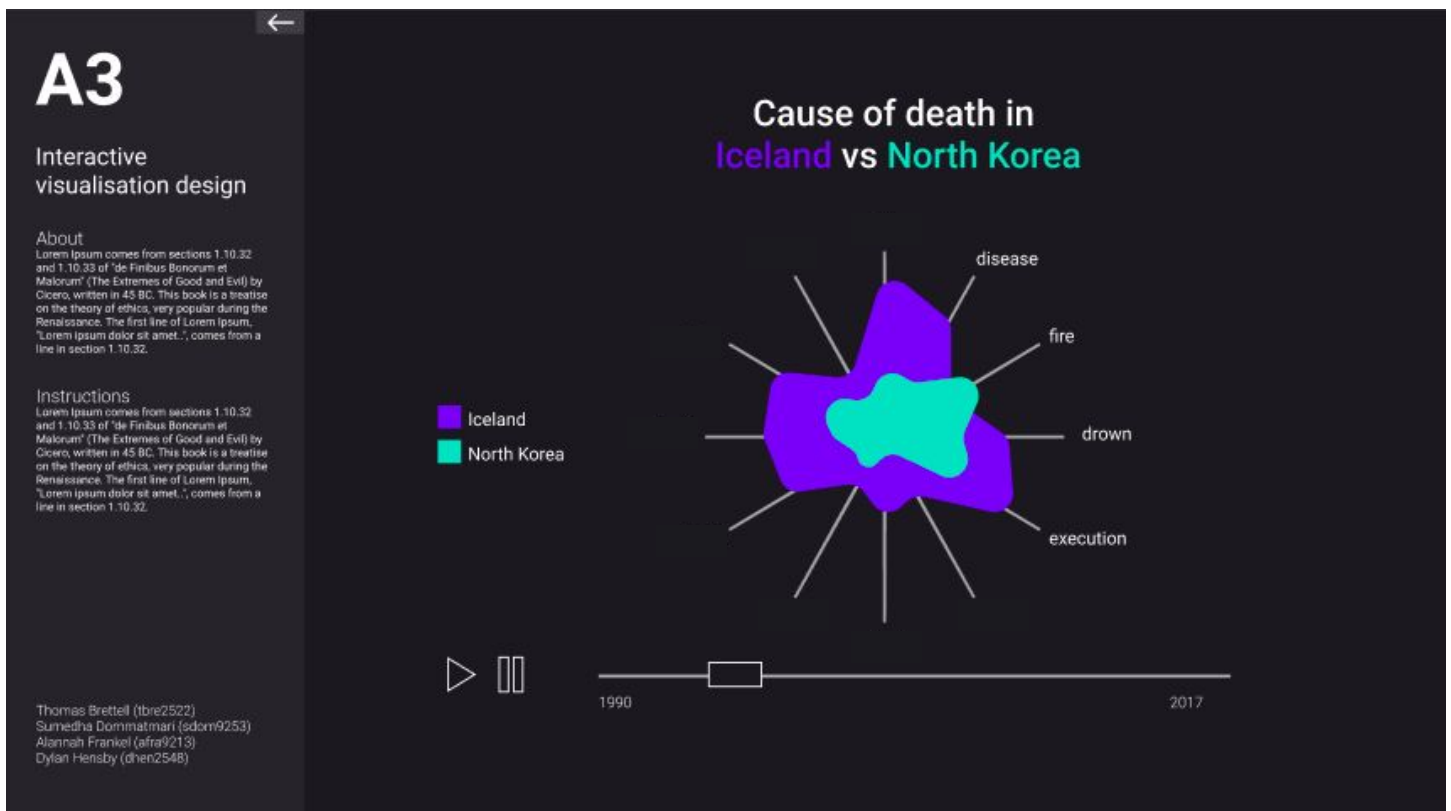 A3
Interactive
visualisation design
About
Lorem Ipsum comes from sections 1.10.32
and 1.10.33 of "de Finibus Bonorum et
Malorum" (The Extremes of Good and Evil) by
Cicero, written in 45 BC. This book is a treatise
on the theory of ethics, very popular during the
Renaissance. The first line of Lorem Ipsum,
"Lorem ipsum dolor sit amet..", comes from a
line in section 1.10.32.
Instructions
Lorem Ipsum comes from sections 1.10.32
and 1.10.33 of "de Finibus Bonorum et
Malorum" (The Extremes of Good and Evil) by
Cicero, written in 45 BC. This book is a treatise
on the theory of ethics, very popular during the
Renaissance. The first line of Lorem Ipsum,
"Lorem ipsum dolor sit amet..", comes from a
line in section 1.10.32.
Thomas Brettell (tbre2522)
Sumedha Dommatmari (sdom9253)
Alannah Frankel (afra9213)
Dylan Hensby (dhen2548)
Cause of death in
Iceland vs North Korea
disease
fire
drown
execution
Iceland
North Korea
1990
2017